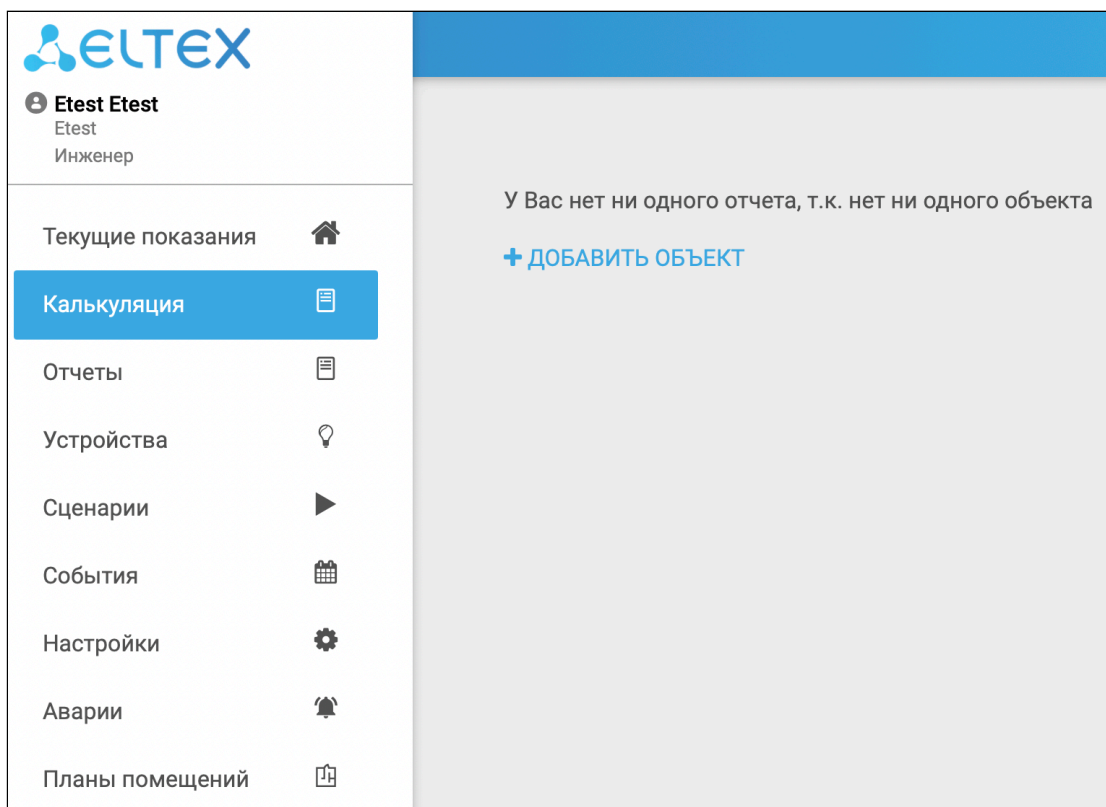 ELTEX
Etest Etest
Etest
Инженер
Текущие показания
Калькуляция
Отчеты
Устройства
Сценарии
События
Настройки
Аварии
Планы помещений
У Вас нет ни одного отчета, т.к. нет ни одного объекта
+ ДОБАВИТЬ ОБЪЕКТ